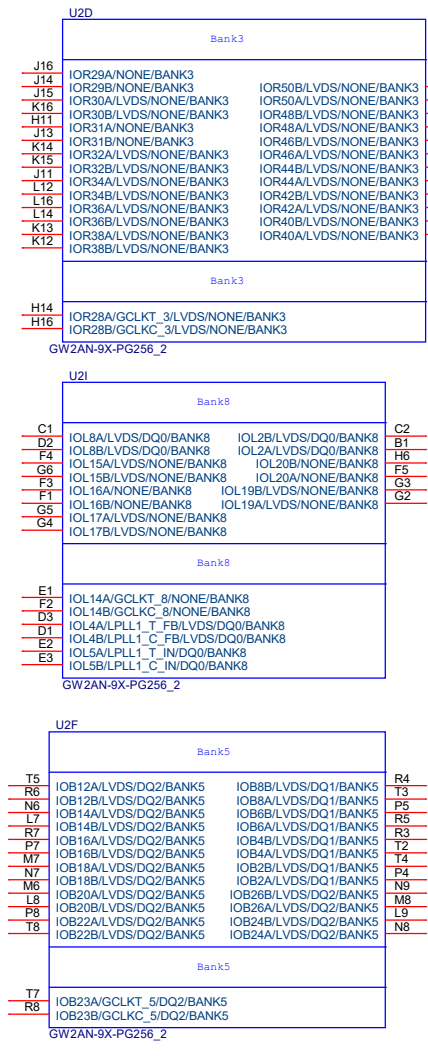 U2D
Bank3
J16 IOR29A/NONE/BANK3
J14 IOR29B/NONE/BANK3 IOR50B/LVDS/NONE/BANK3
J15 IOR30A/LVDS/NONE/BANK3 IOR50A/LVDS/NONE/BANK3
K16 IOR30B/LVDS/NONE/BANK3 IOR48B/LVDS/NONE/BANK3
H11 IOR31A/NONE/BANK3 IOR48A/LVDS/NONE/BANK3
J13 IOR31B/NONE/BANK3 IOR46B/LVDS/NONE/BANK3
K14 IOR32A/LVDS/NONE/BANK3 IOR46A/LVDS/NONE/BANK3
K15 IOR32B/LVDS/NONE/BANK3 IOR44B/LVDS/NONE/BANK3
J11 IOR34A/LVDS/NONE/BANK3 IOR44A/LVDS/NONE/BANK3
L12 IOR34B/LVDS/NONE/BANK3 IOR42B/LVDS/NONE/BANK3
L16 IOR36A/LVDS/NONE/BANK3 IOR42A/LVDS/NONE/BANK3
L14 IOR36B/LVDS/NONE/BANK3 IOR40B/LVDS/NONE/BANK3
K13 IOR38A/LVDS/NONE/BANK3 IOR40A/LVDS/NONE/BANK3
K12 IOR38B/LVDS/NONE/BANK3
Bank3
H14 IOR28A/GCLKT_3/LVDS/NONE/BANK3
H16 IOR28B/GCLKC_3/LVDS/NONE/BANK3
GW2AN-9X-PG256_2
U2I
Bank8
C1 IOL8A/LVDS/DQ0/BANK8 IOL2B/LVDS/DQ0/BANK8 C2
D2 IOL8B/LVDS/DQ0/BANK8 IOL2A/LVDS/DQ0/BANK8 B1
F4 IOL15A/LVDS/NONE/BANK8 IOL20B/NONE/BANK8 H6
G6 IOL15B/LVDS/NONE/BANK8 IOL20A/NONE/BANK8 F5
F3 IOL16A/NONE/BANK8 IOL19B/LVDS/NONE/BANK8 G3
F1 IOL16B/NONE/BANK8 IOL19A/LVDS/NONE/BANK8 G2
G5 IOL17A/LVDS/NONE/BANK8
G4 IOL17B/LVDS/NONE/BANK8
Bank8
E1 IOL14A/GCLKT_8/NONE/BANK8
F2 IOL14B/GCLKC_8/NONE/BANK8
D3 IOL4A/LPLL1_T_FB/LVDS/DQ0/BANK8
D1 IOL4B/LPLL1_C_FB/LVDS/DQ0/BANK8
E2 IOL5A/LPLL1_T_IN/DQ0/BANK8
E3 IOL5B/LPLL1_C_IN/DQ0/BANK8
GW2AN-9X-PG256_2
U2F
Bank5
T5 IOB12A/LVDS/DQ2/BANK5 IOB8B/LVDS/DQ1/BANK5 R4
R6 IOB12B/LVDS/DQ2/BANK5 IOB8A/LVDS/DQ1/BANK5 T3
N6 IOB14A/LVDS/DQ2/BANK5 IOB6B/LVDS/DQ1/BANK5 P5
L7 IOB14B/LVDS/DQ2/BANK5 IOB6A/LVDS/DQ1/BANK5 R5
R7 IOB16A/LVDS/DQ2/BANK5 IOB4B/LVDS/DQ1/BANK5 R3
P7 IOB16B/LVDS/DQ2/BANK5 IOB4A/LVDS/DQ1/BANK5 T2
M7 IOB18A/LVDS/DQ2/BANK5 IOB2B/LVDS/DQ1/BANK5 T4
N7 IOB18B/LVDS/DQ2/BANK5 IOB2A/LVDS/DQ1/BANK5 P4
M6 IOB20A/LVDS/DQ2/BANK5 IOB26B/LVDS/DQ2/BANK5 N9
L8 IOB20B/LVDS/DQ2/BANK5 IOB26A/LVDS/DQ2/BANK5 M8
P8 IOB22A/LVDS/DQ2/BANK5 IOB24B/LVDS/DQ2/BANK5 L9
T8 IOB22B/LVDS/DQ2/BANK5 IOB24A/LVDS/DQ2/BANK5 N8
Bank5
T7 IOB23A/GCLKT_5/DQ2/BANK5
R8 IOB23B/GCLKC_5/DQ2/BANK5
GW2AN-9X-PG256_2